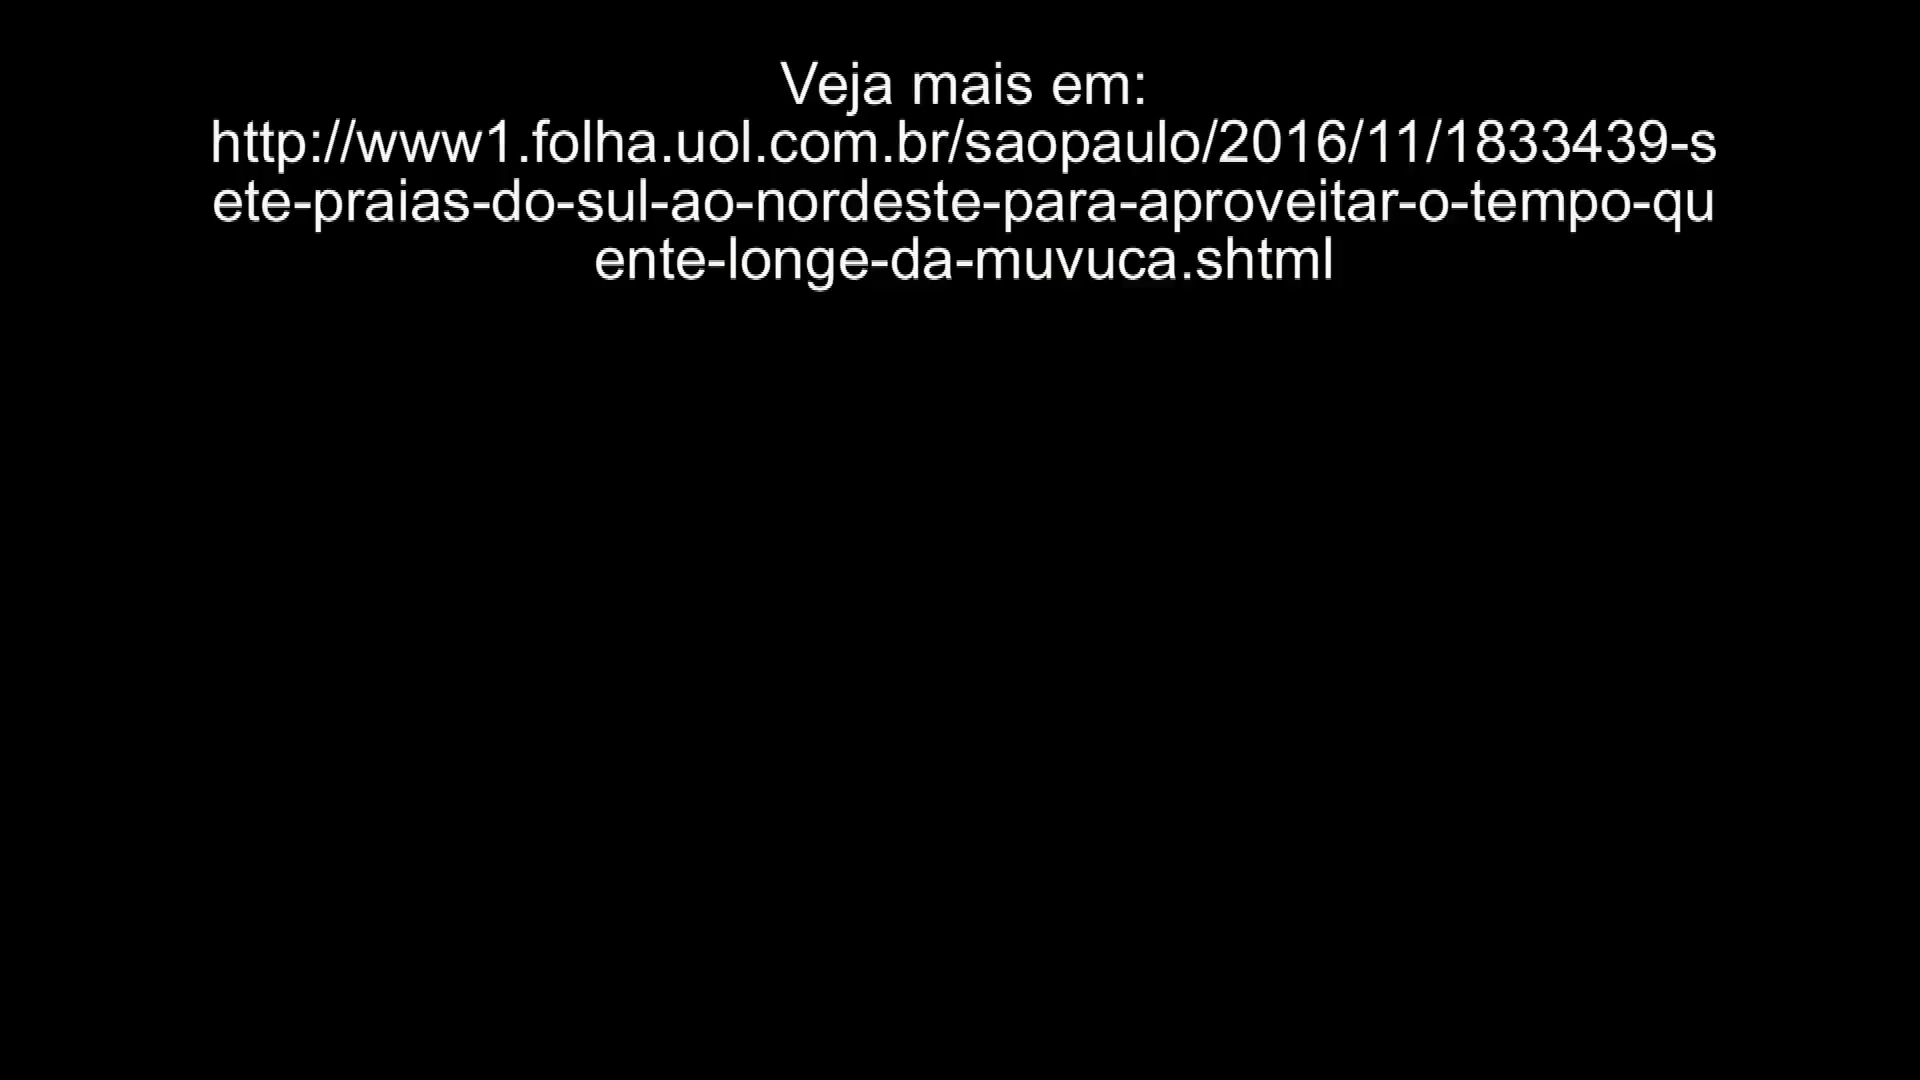 Veja mais em:
http://www1.folha.uol.com.br/saopaulo/2016/11/1833439-s
ete-praias-do-sul-ao-nordeste-para-aproveitar-o-tempo-qu
ente-longe-da-muvuca.shtml